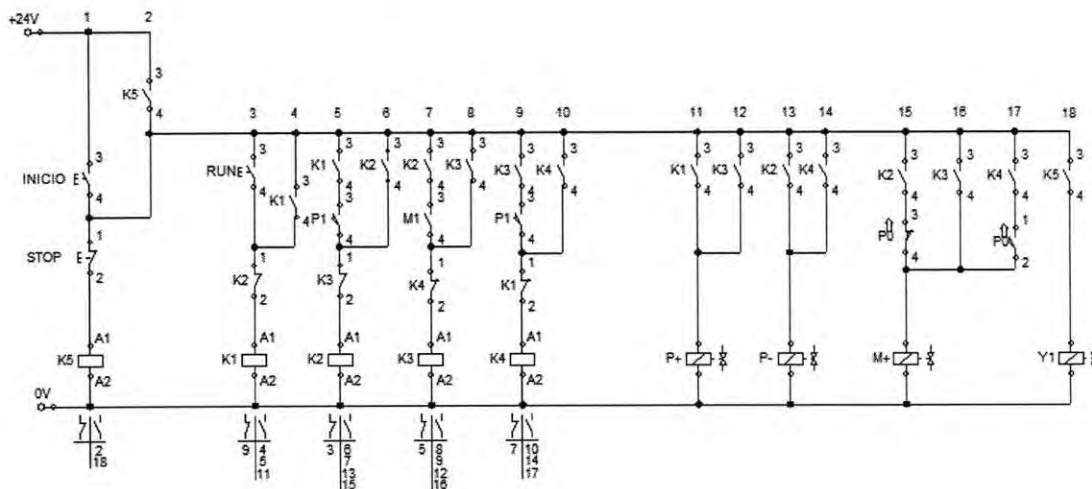 1 2
+24V
3
K5
4
3 4 5 6 7 8 9 10 11 12 13 14 15 16 17 18
3 3 3 3 3 3 3 3 3 3 3 3 3 3 3 3
INICIO E
RUN E K1 K2 K2 K3 K3 K4 K1 K3 K2 K4 K2 K3 K4 K5
4 4 4 4 4 4 4 4 4 4 4 4 4 4 4 4
3
K1
4
3 3 3 3 1
P1 M1 P1 P0
4 4 4 4 2
1
STOP E
2
1 1 1 1
K2 K3 K4 K1
2 2 2 2
A1 A1 A1 A1 A1
K5 K1 K2 K3 K4 P+ P- M+ Y1
A2 A2 A2 A2 A2
0V
2 9 4 3 6 5 8 7 10
18 5 7 9 14
11 13 12 17
15 16